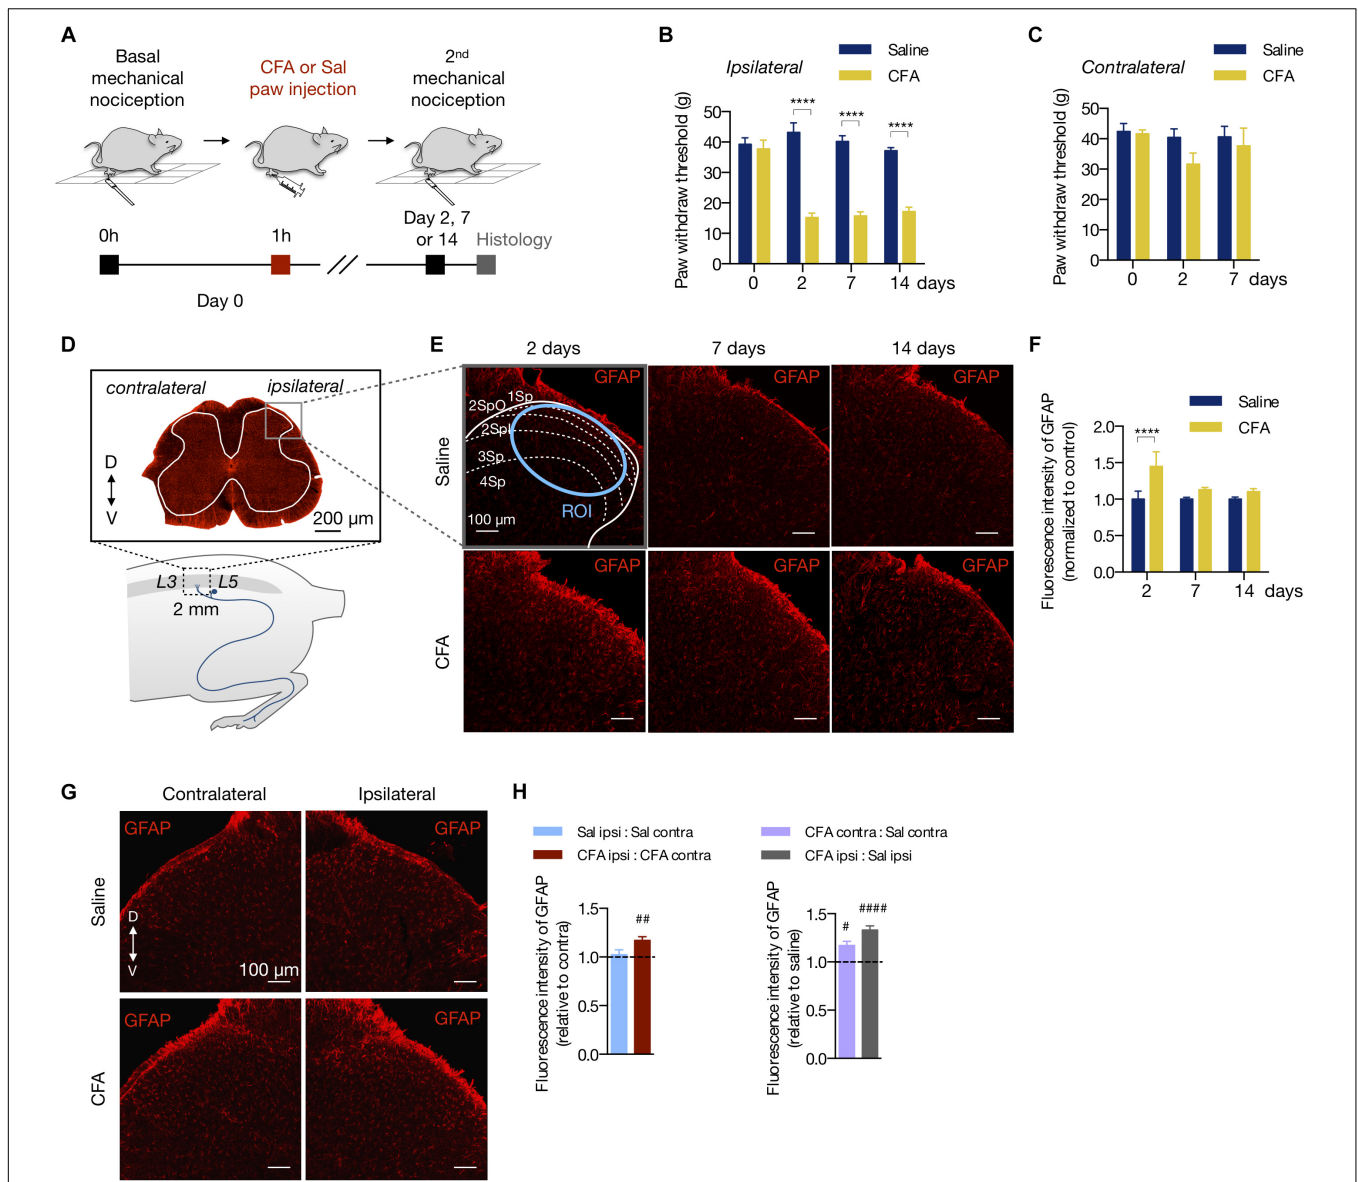 A
Basal
mechanical
nociception
CFA or Sal
paw injection
2nd
mechanical
nociception
0h
1h
Day 2, 7
or 14
Histology
Day 0
B
Ipsilateral
Saline
CFA
Paw withdraw threshold (g)
50
40
30
20
10
0
****
****
****
0
2
7
14
days
C
Contralateral
Saline
CFA
Paw withdraw threshold (g)
50
40
30
20
10
0
0
2
7
days
D
contralateral
ipsilateral
D
V
200 µm
L3
L5
2 mm
E
2 days
7 days
14 days
Saline
CFA
GFAP
1Sp
2SpO
2SpI
3Sp
4Sp
ROI
100 µm
GFAP
GFAP
GFAP
GFAP
GFAP
F
Saline
CFA
Fluorescence intensity of GFAP
(normalized to control)
2.0
1.5
1.0
0.5
0.0
****
2
7
14
days
G
Contralateral
Ipsilateral
Saline
CFA
GFAP
D
V
100 µm
GFAP
GFAP
GFAP
H
Sal ipsi : Sal contra
CFA ipsi : CFA contra
CFA contra : Sal contra
CFA ipsi : Sal ipsi
Fluorescence intensity of GFAP
(relative to contra)
1.5
1.0
0.5
0.0
##
Fluorescence intensity of GFAP
(relative to saline)
1.5
1.0
0.5
0.0
#
####